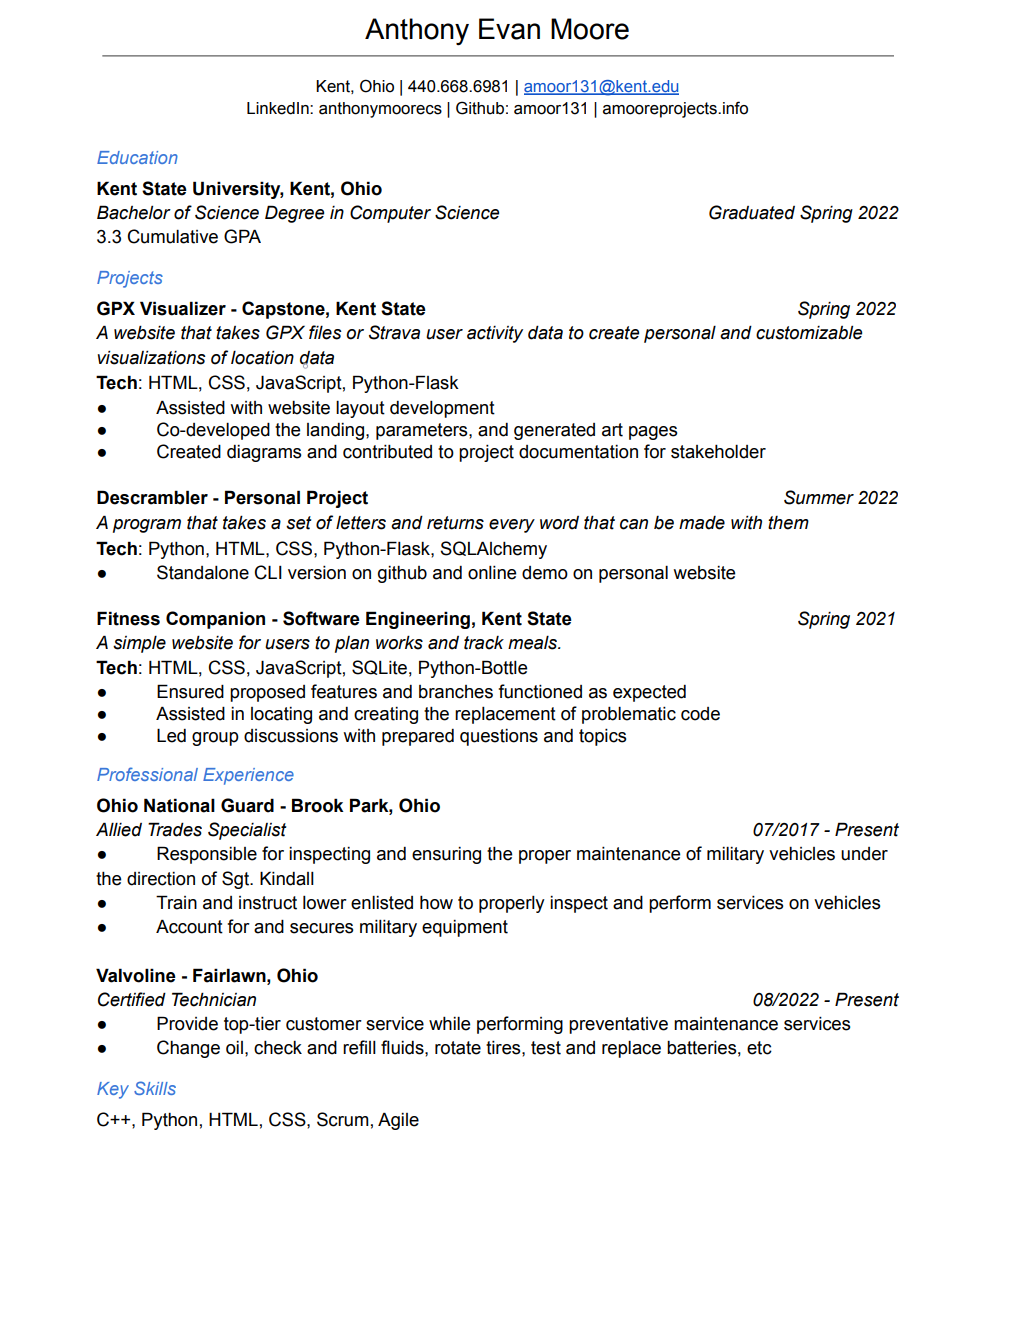 Anthony Evan Moore
Kent, Ohio | 440.668.6981 | amoor131@kent.edu
LinkedIn: anthonymoorecs | Github: amoor131 | amooreprojects.info
Education
Kent State University, Kent, Ohio
Bachelor of Science Degree in Computer Science Graduated Spring 2022
3.3 Cumulative GPA
Projects
GPX Visualizer - Capstone, Kent State Spring 2022
A website that takes GPX files or Strava user activity data to create personal and customizable
visualizations of location data
Tech: HTML, CSS, JavaScript, Python-Flask
● Assisted with website layout development
● Co-developed the landing, parameters, and generated art pages
● Created diagrams and contributed to project documentation for stakeholder
Descrambler - Personal Project Summer 2022
A program that takes a set of letters and returns every word that can be made with them
Tech: Python, HTML, CSS, Python-Flask, SQLAlchemy
● Standalone CLI version on github and online demo on personal website
Fitness Companion - Software Engineering, Kent State Spring 2021
A simple website for users to plan works and track meals.
Tech: HTML, CSS, JavaScript, SQLite, Python-Bottle
● Ensured proposed features and branches functioned as expected
● Assisted in locating and creating the replacement of problematic code
● Led group discussions with prepared questions and topics
Professional Experience
Ohio National Guard - Brook Park, Ohio
Allied Trades Specialist 07/2017 - Present
● Responsible for inspecting and ensuring the proper maintenance of military vehicles under
the direction of Sgt. Kindall
● Train and instruct lower enlisted how to properly inspect and perform services on vehicles
● Account for and secures military equipment
Valvoline - Fairlawn, Ohio
Certified Technician 08/2022 - Present
● Provide top-tier customer service while performing preventative maintenance services
● Change oil, check and refill fluids, rotate tires, test and replace batteries, etc
Key Skills
C++, Python, HTML, CSS, Scrum, Agile